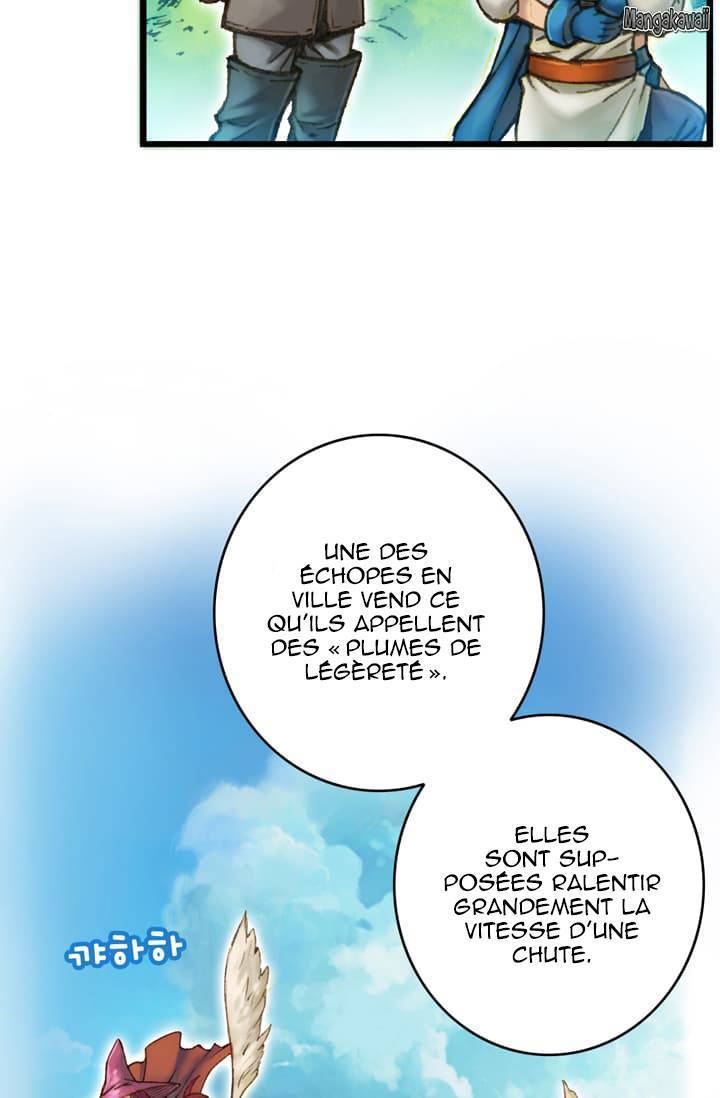 Mangakawaii
UNE DES
ÉCHOPES EN
VILLE VEND CE
QU'ILS APPELLENT
DES « PLUMES DE
LÉGÈRETÉ ».
ELLES
SONT SUP-
POSÉES RALENTIR
GRANDEMENT LA
VITESSE D'UNE
CHUTE.
꺄하하